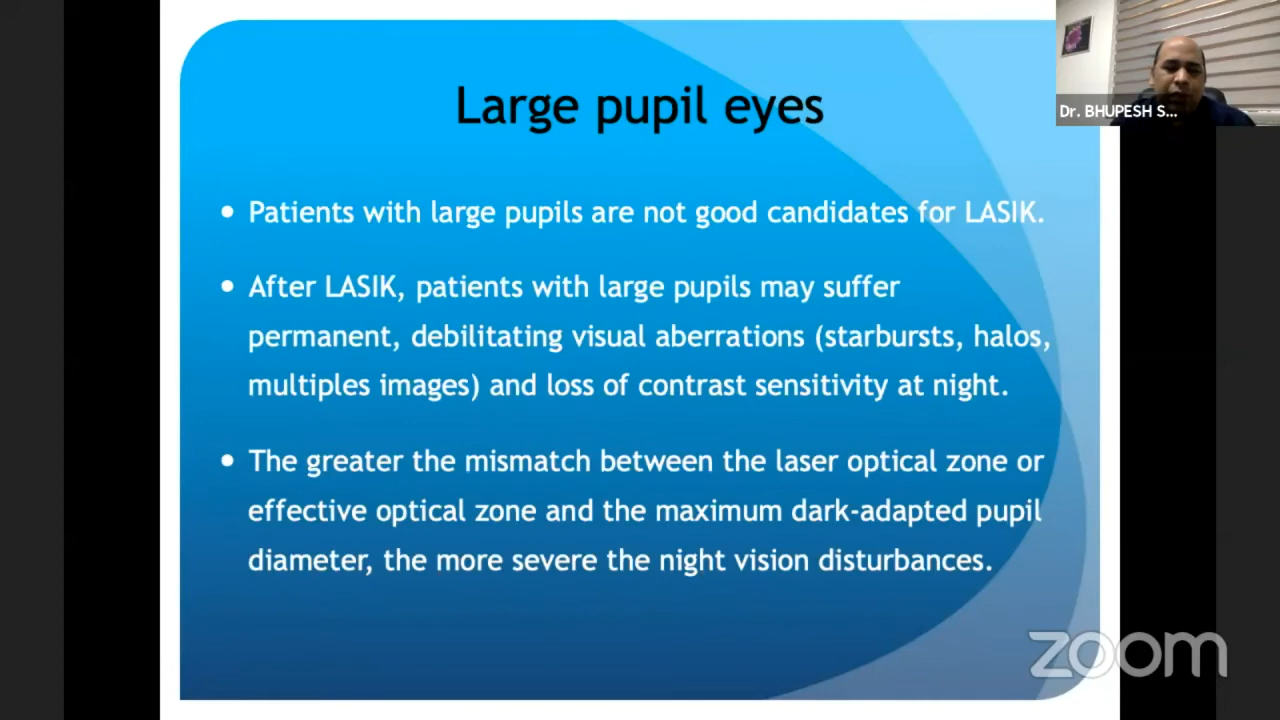 Large pupil eyes
Dr. BHUPESH S...
• Patients with large pupils are not good candidates for LASIK.
• After LASIK, patients with large pupils may suffer
permanent, debilitating visual aberrations (starbursts, halos,
multiples images) and loss of contrast sensitivity at night.
• The greater the mismatch between the laser optical zone or
effective optical zone and the maximum dark-adapted pupil
diameter, the more severe the night vision disturbances.
zoom